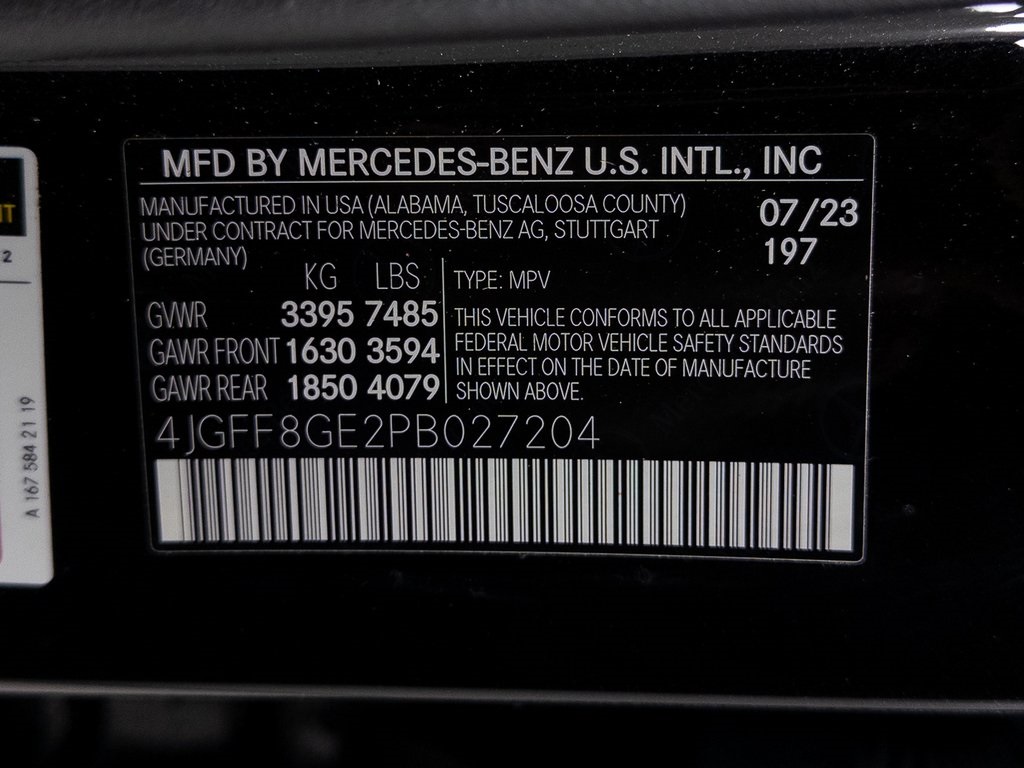 MFD BY MERCEDES-BENZ U.S. INTL., INC
MANUFACTURED IN USA (ALABAMA, TUSCALOOSA COUNTY)
UNDER CONTRACT FOR MERCEDES-BENZ AG, STUTTGART
(GERMANY)
07/23
197
KG LBS
GVWR 3395 7485
GAWR FRONT 1630 3594
GAWR REAR 1850 4079
TYPE: MPV
THIS VEHICLE CONFORMS TO ALL APPLICABLE
FEDERAL MOTOR VEHICLE SAFETY STANDARDS
IN EFFECT ON THE DATE OF MANUFACTURE
SHOWN ABOVE.
4JGFF8GE2PB027204
2
A 167 584 21 19